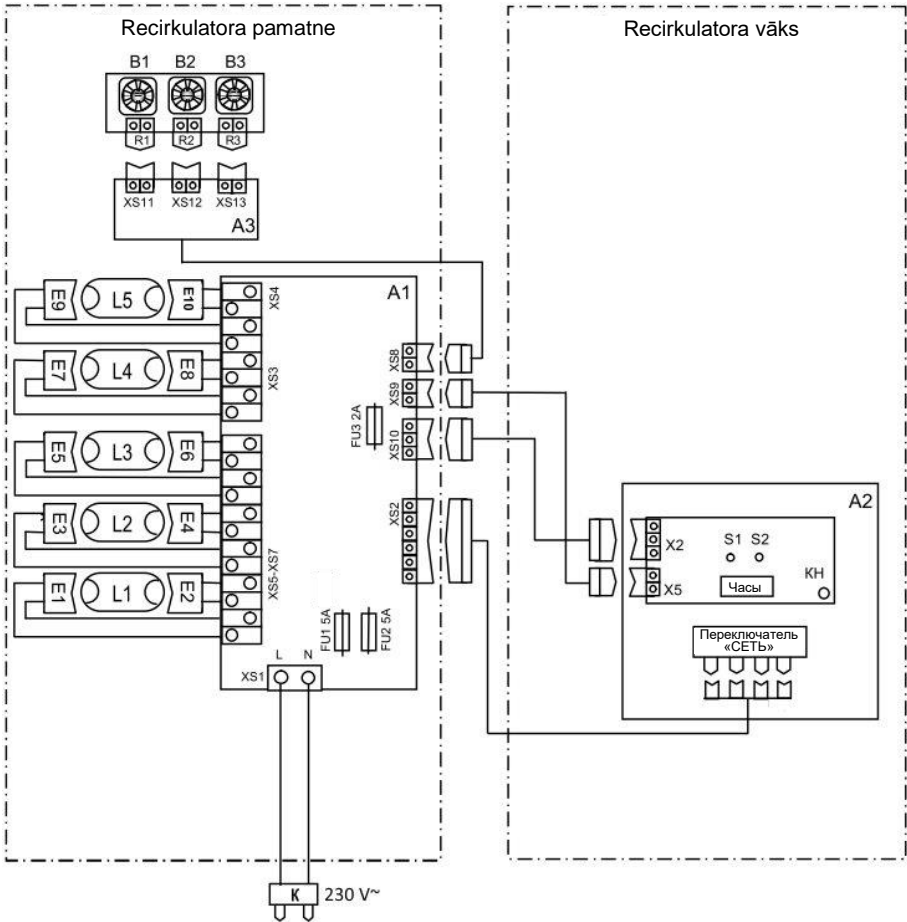 Recirkulatora pamatne
Recirkulatora vāks
B1 B2 B3
R1 R2 R3
XS11 XS12 XS13
A3
E9 L5 E10
XS4
A1
E7 L4 E8
XS3
XS8
XS9
FU3 2A
XS10
E5 L3 E6
XS2
E3 L2 E4
XS5-XS7
E1 L1 E2
FU1 5A
FU2 5A
L N
XS1
K 230 V~
A2
X2
S1 S2
X5
Часы
КН
Переключатель
«СЕТЬ»